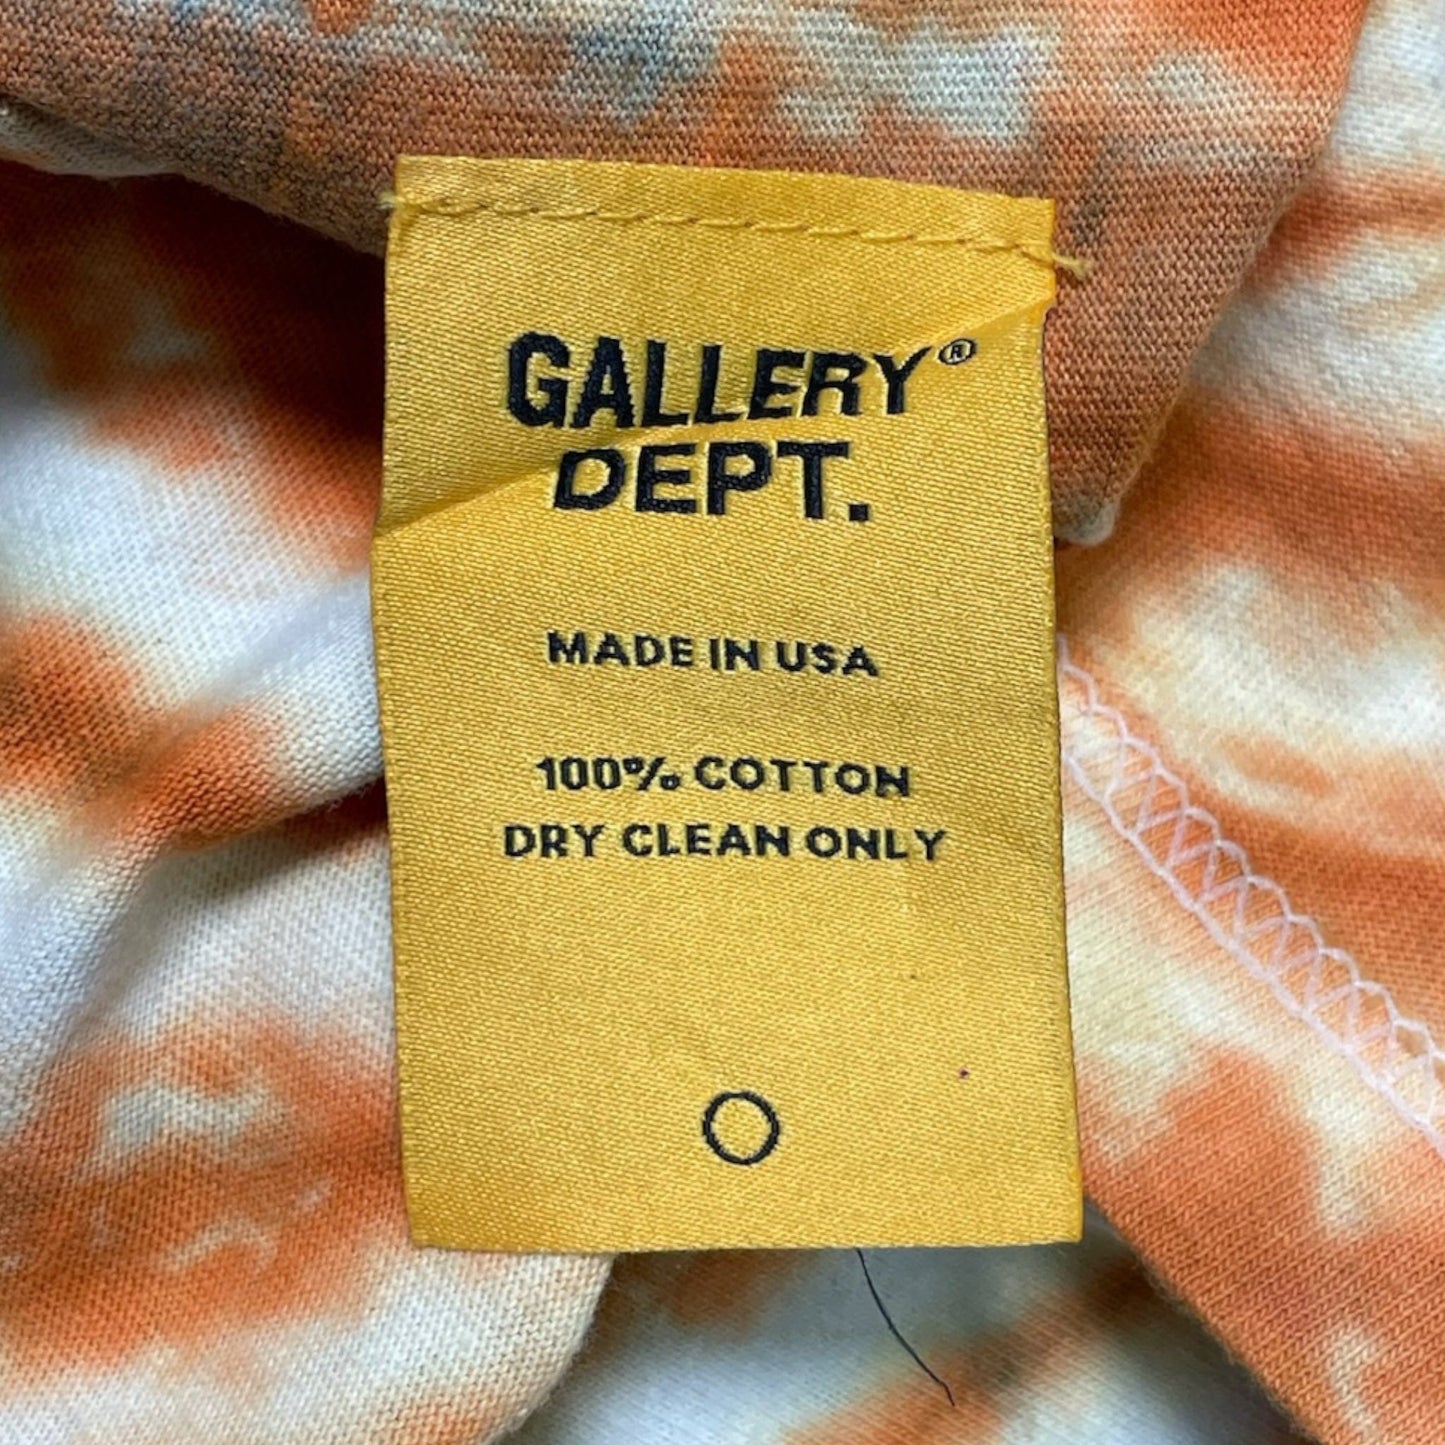 GALLERY®
DEPT.
MADE IN USA
100% COTTON
DRY CLEAN ONLY